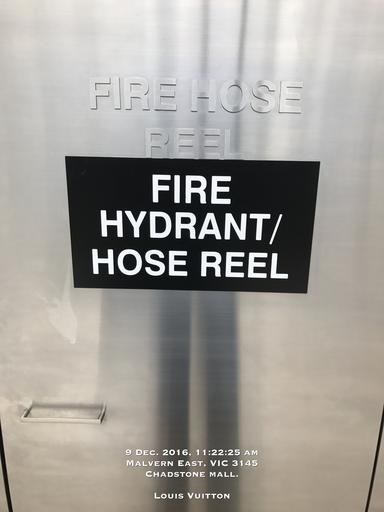 FIRE HOSE
REEL
FIRE
HYDRANT/
HOSE REEL
9 Dec. 2016, 11:22:25 am
Malvern East, VIC 3145
Chadstone mall.
Louis Vuitton